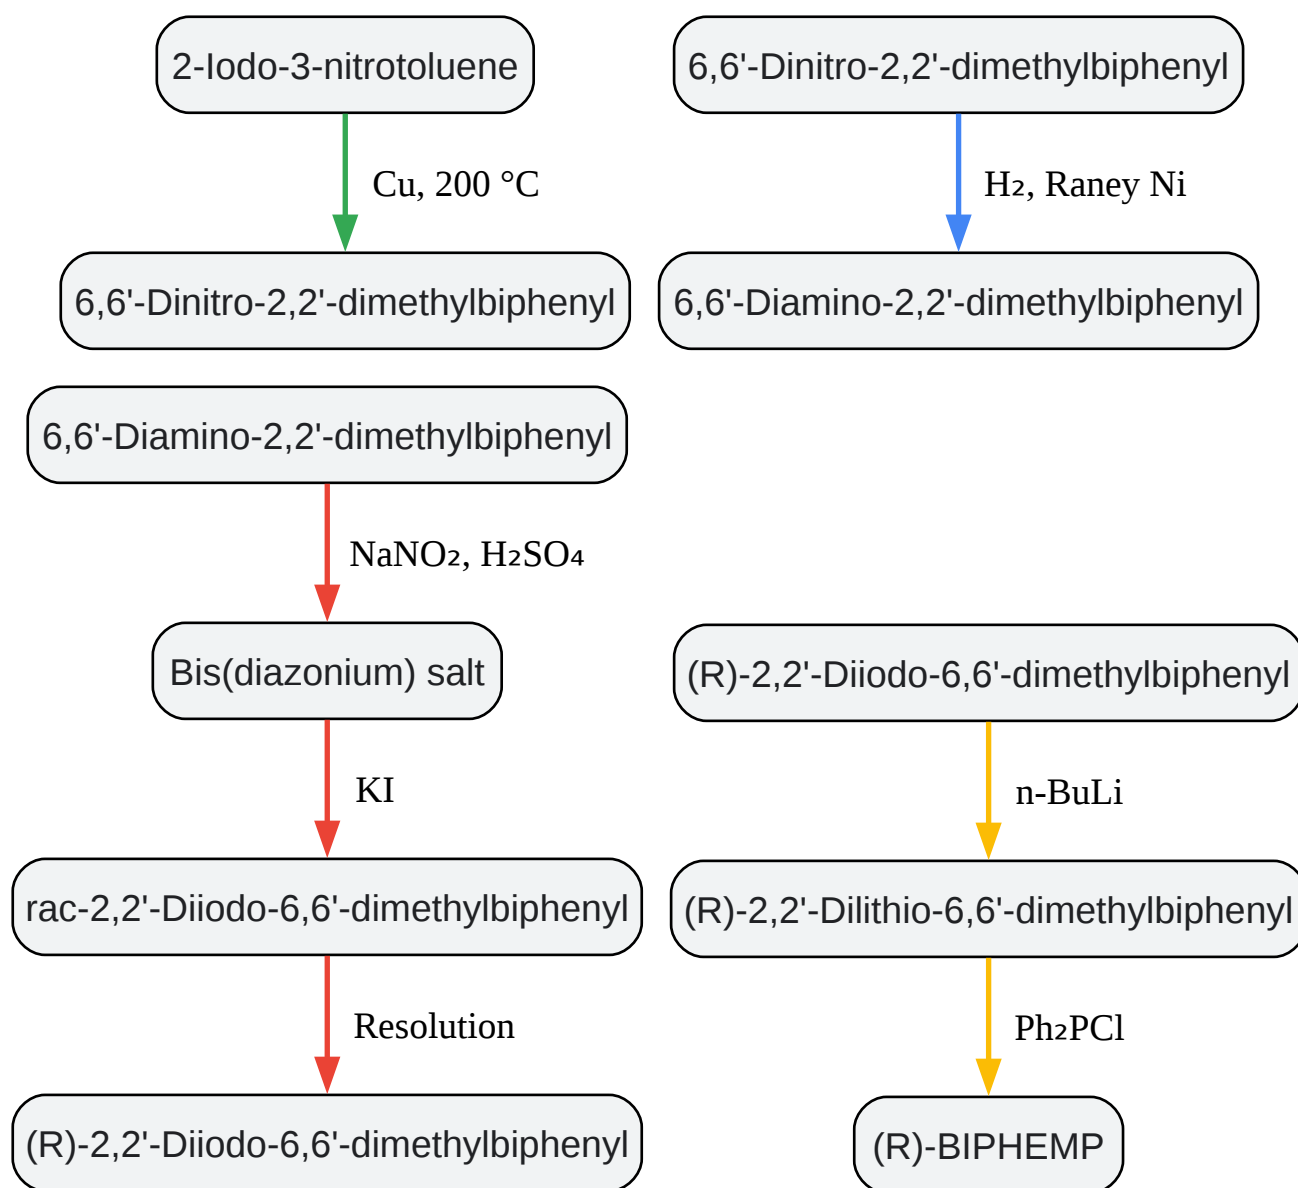 2-Iodo-3-nitrotoluene
Cu, 200 °C
6,6'-Dinitro-2,2'-dimethylbiphenyl
6,6'-Dinitro-2,2'-dimethylbiphenyl
H₂, Raney Ni
6,6'-Diamino-2,2'-dimethylbiphenyl
6,6'-Diamino-2,2'-dimethylbiphenyl
NaNO₂, H₂SO₄
Bis(diazonium) salt
KI
rac-2,2'-Diiodo-6,6'-dimethylbiphenyl
Resolution
(R)-2,2'-Diiodo-6,6'-dimethylbiphenyl
(R)-2,2'-Diiodo-6,6'-dimethylbiphenyl
n-BuLi
(R)-2,2'-Dilithio-6,6'-dimethylbiphenyl
Ph₂PCl
(R)-BIPHEMP